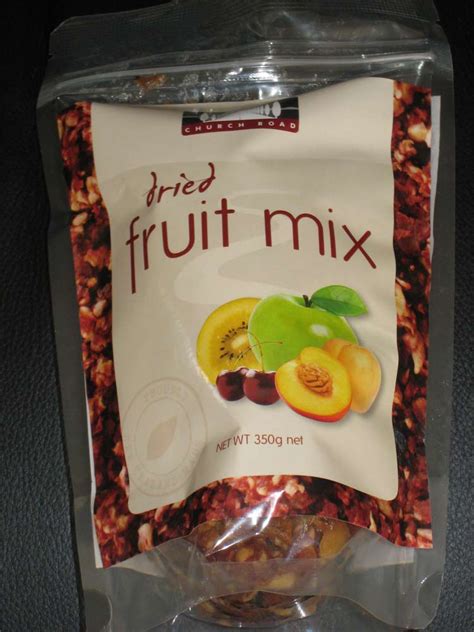 CHURCH ROAD
dried
fruit mix
NET WT 350g net